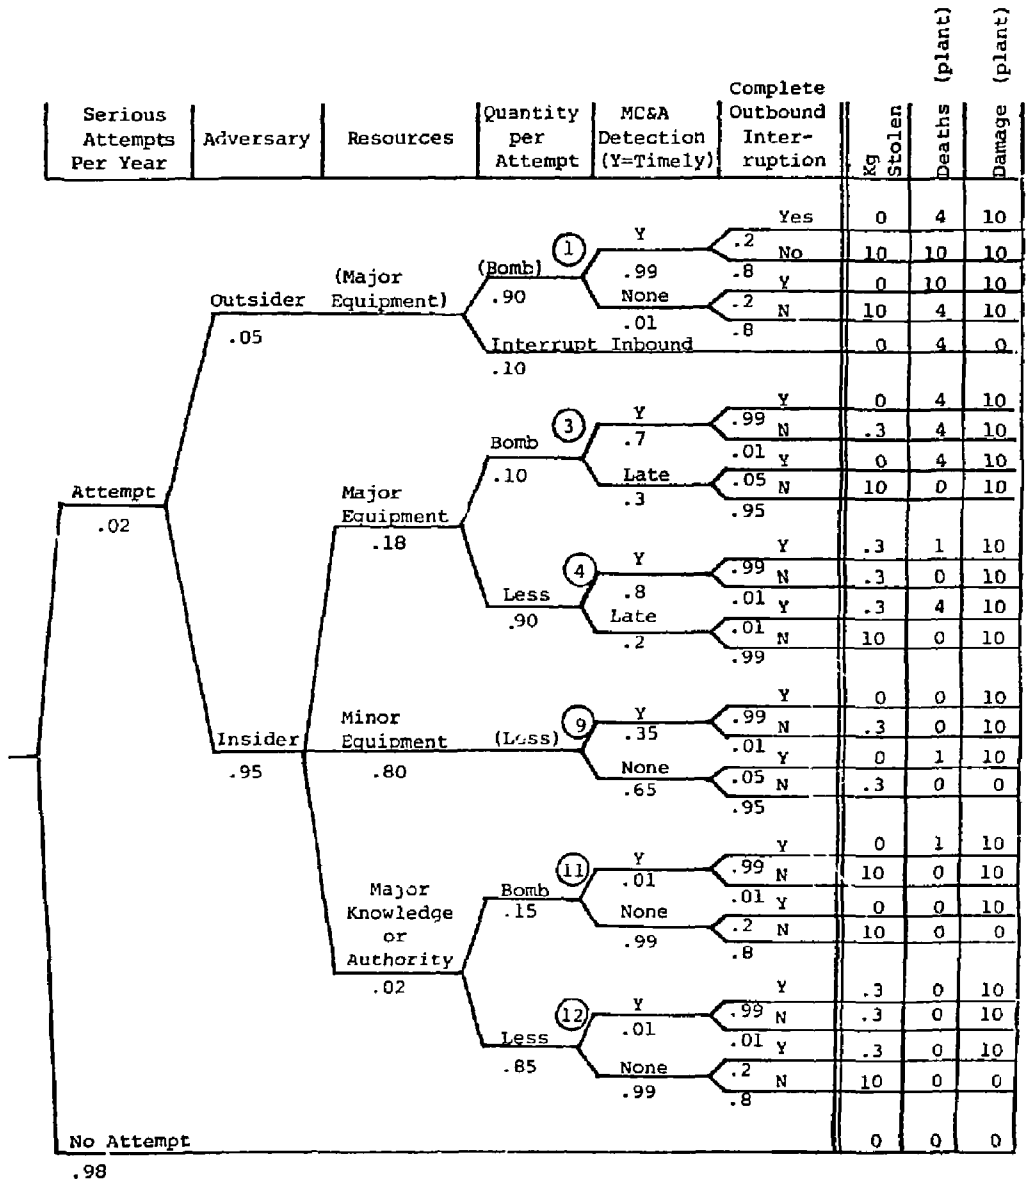 Serious Attempts Per Year
Adversary
Resources
Quantity per Attempt
MC&A Detection (Y=Timely)
Complete Outbound Inter- ruption
Kg Stolen
Deaths (plant)
Damage (plant)
Yes 0 4 10
Y .2
(Bomb) 1 .99 No 10 10 10
.8
(Major Equipment) .90 None Y 0 10 10
Outsider .2
.05 .01 N 10 4 10
.8
Interrupt Inbound 0 4 0
.10
Y 0 4 10
3 Y .99
Bomb .7 N .3 4 10
.01
.10 Late Y 0 4 10
Attempt .05
.02 .3 N 10 0 10
.95
Major Equipment
.18
Y .3 1 10
4 Y .99
Less .8 N .3 0 10
.01
.90 Late Y .3 4 10
.01
.2 N 10 0 10
.99
Y 0 0 10
Minor Equipment (Less) 9 Y .99
Insider .35 N .3 0 10
.01
.95 .80 None Y 0 1 10
.05
.65 N .3 0 0
.95
Y 0 1 10
11 Y .99
Bomb .01 N 10 0 10
.01
.15 None Y 0 0 10
.2
.99 N 10 0 0
.8
Major Knowledge or Authority
.02
Y .3 0 10
12 Y .99
Less .01 N .3 0 10
.01
.85 None Y .3 0 10
.2
.99 N 10 0 0
.8
No Attempt 0 0 0
.98